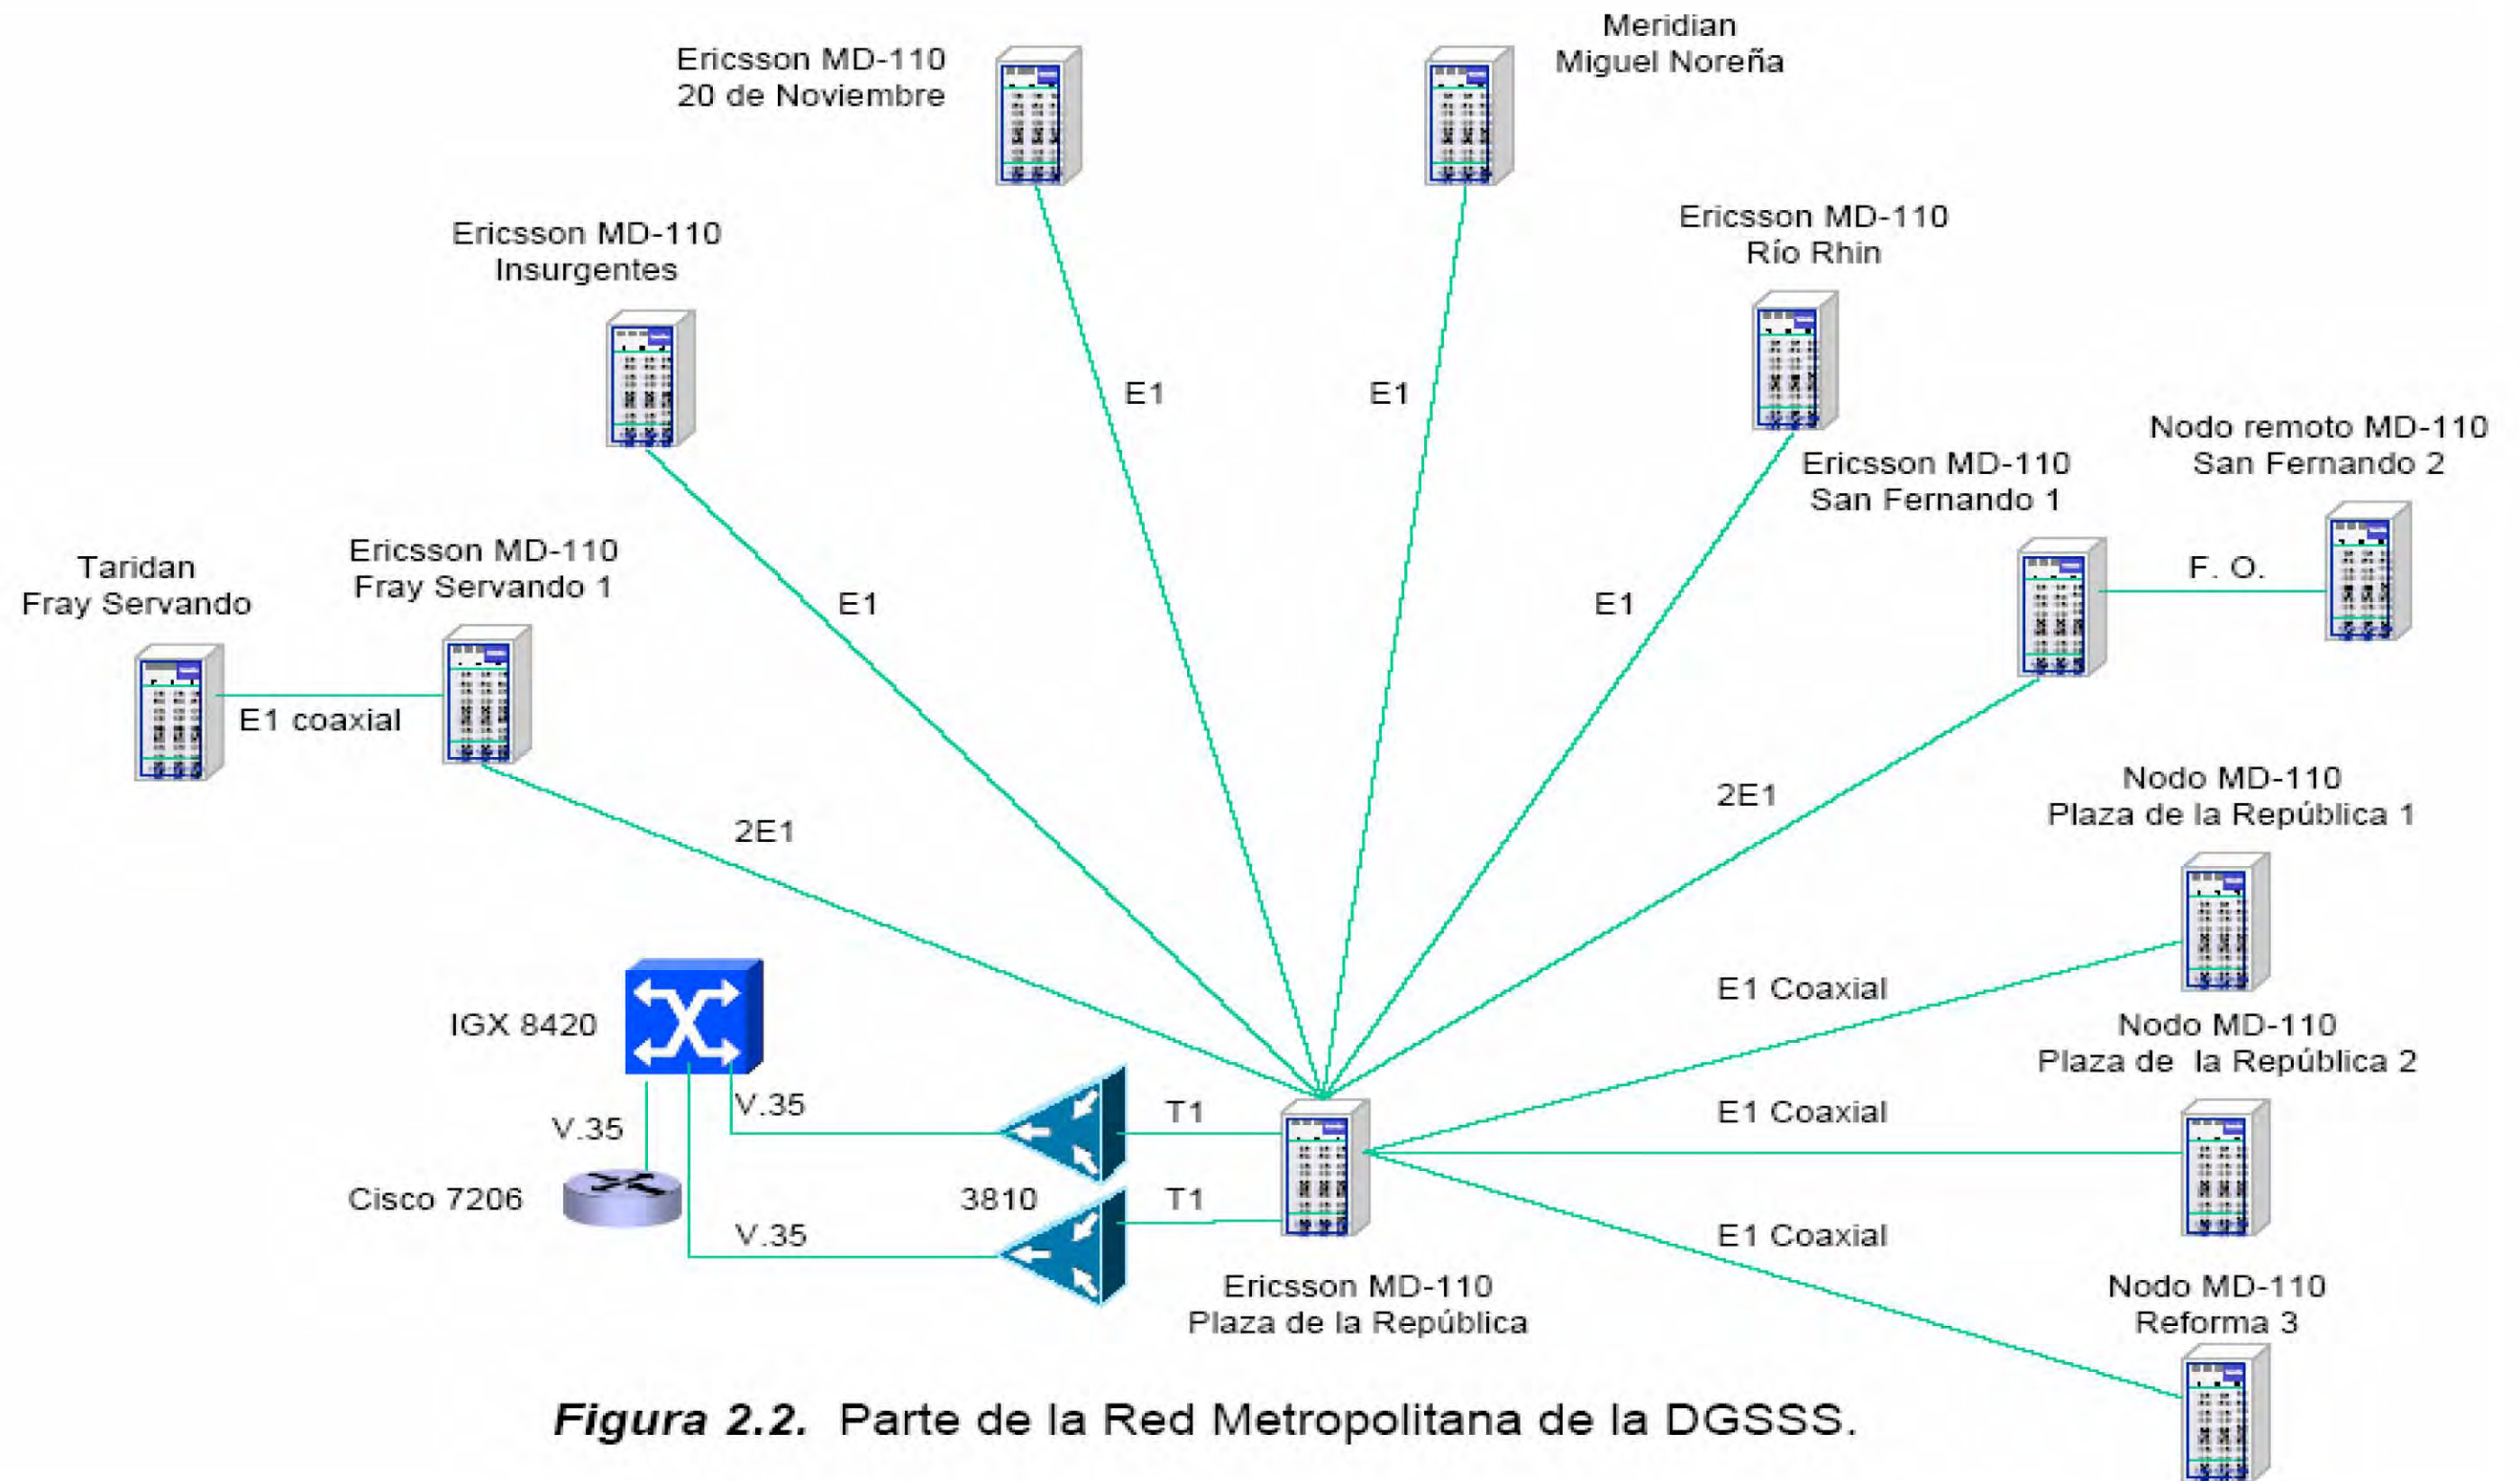 Meridian
Miguel Noreña
Ericsson MD-110
20 de Noviembre
Ericsson MD-110
Río Rhin
Ericsson MD-110
Insurgentes
E1
E1
Nodo remoto MD-110
San Fernando 2
Ericsson MD-110
San Fernando 1
Ericsson MD-110
Fray Servando 1
Taridan
Fray Servando
F. O.
E1
E1
E1 coaxial
2E1
2E1
Nodo MD-110
Plaza de la República 1
E1 Coaxial
IGX 8420
Nodo MD-110
Plaza de la República 2
V.35
T1
E1 Coaxial
V.35
Cisco 7206
3810
T1
V.35
E1 Coaxial
Ericsson MD-110
Plaza de la República
Nodo MD-110
Reforma 3
Figura 2.2. Parte de la Red Metropolitana de la DGSSS.